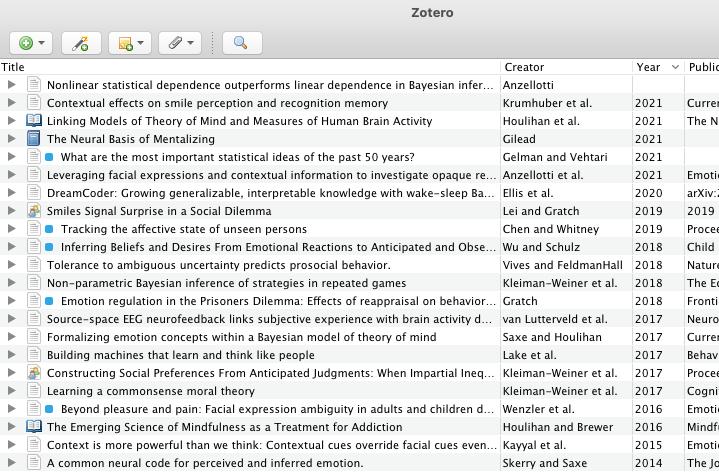 Zotero
Title Creator Year Public
Nonlinear statistical dependence outperforms linear dependence in Bayesian infer... Anzellotti
Contextual effects on smile perception and recognition memory Krumhuber et al. 2021 Curren
Linking Models of Theory of Mind and Measures of Human Brain Activity Houlihan et al. 2021 The N
The Neural Basis of Mentalizing Gilead 2021
What are the most important statistical ideas of the past 50 years? Gelman and Vehtari 2021
Leveraging facial expressions and contextual information to investigate opaque re... Anzellotti et al. 2021 Emotio
DreamCoder: Growing generalizable, interpretable knowledge with wake-sleep Ba... Ellis et al. 2020 arXiv:2
Smiles Signal Surprise in a Social Dilemma Lei and Gratch 2019 2019
Tracking the affective state of unseen persons Chen and Whitney 2019 Procee
Inferring Beliefs and Desires From Emotional Reactions to Anticipated and Obse... Wu and Schulz 2018 Child
Tolerance to ambiguous uncertainty predicts prosocial behavior. Vives and FeldmanHall 2018 Nature
Non-parametric Bayesian inference of strategies in repeated games Kleiman-Weiner et al. 2018 The Ec
Emotion regulation in the Prisoners Dilemma: Effects of reappraisal on behavior... Gratch 2018 Fronti
Source-space EEG neurofeedback links subjective experience with brain activity d... van Lutterveld et al. 2017 Neuro
Formalizing emotion concepts within a Bayesian model of theory of mind Saxe and Houlihan 2017 Curren
Building machines that learn and think like people Lake et al. 2017 Behav
Constructing Social Preferences From Anticipated Judgments: When Impartial Ineq... Kleiman-Weiner et al. 2017 Procee
Learning a commonsense moral theory Kleiman-Weiner et al. 2017 Cognit
Beyond pleasure and pain: Facial expression ambiguity in adults and children d... Wenzler et al. 2016 Emotio
The Emerging Science of Mindfulness as a Treatment for Addiction Houlihan and Brewer 2016 Mindf
Context is more powerful than we think: Contextual cues override facial cues even... Kayyal et al. 2015 Emotio
A common neural code for perceived and inferred emotion. Skerry and Saxe 2014 The Jo